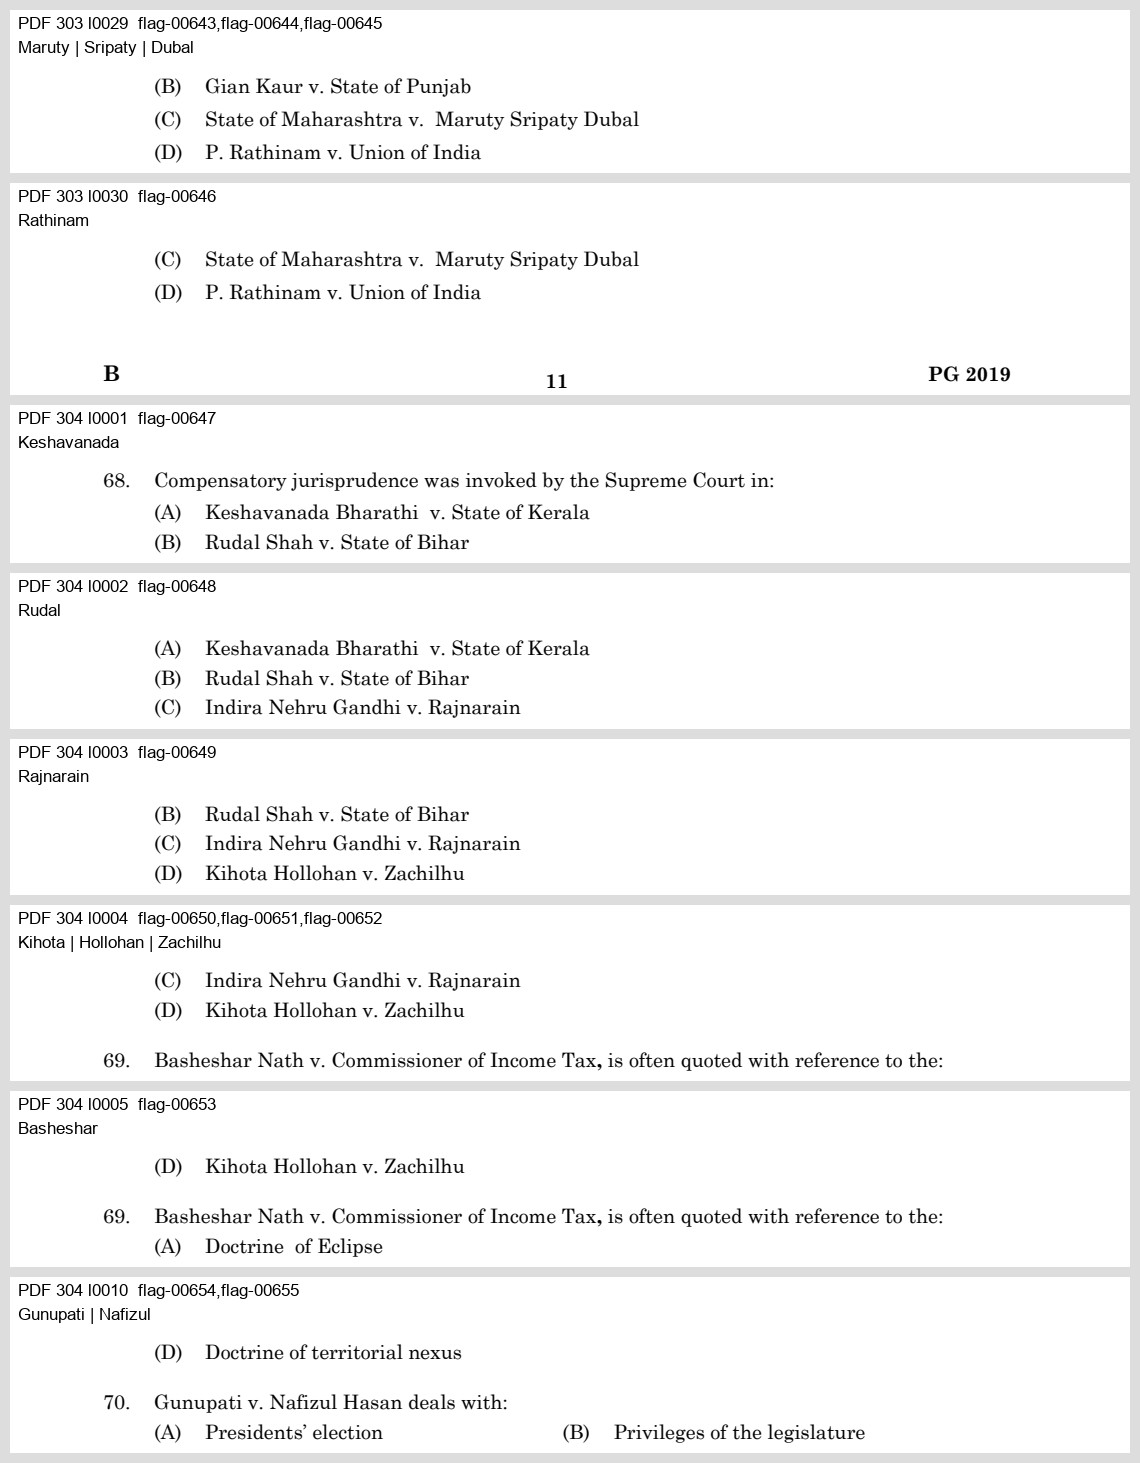 PDF 303 l0029 flag-00643,flag-00644,flag-00645
Maruty | Sripaty | Dubal
(B) Gian Kaur v. State of Punjab
(C) State of Maharashtra v. Maruty Sripaty Dubal
(D) P. Rathinam v. Union of India
PDF 303 l0030 flag-00646
Rathinam
(C) State of Maharashtra v. Maruty Sripaty Dubal
(D) P. Rathinam v. Union of India
B 11 PG 2019
PDF 304 l0001 flag-00647
Keshavanada
68. Compensatory jurisprudence was invoked by the Supreme Court in:
(A) Keshavanada Bharathi v. State of Kerala
(B) Rudal Shah v. State of Bihar
PDF 304 l0002 flag-00648
Rudal
(A) Keshavanada Bharathi v. State of Kerala
(B) Rudal Shah v. State of Bihar
(C) Indira Nehru Gandhi v. Rajnarain
PDF 304 l0003 flag-00649
Rajnarain
(B) Rudal Shah v. State of Bihar
(C) Indira Nehru Gandhi v. Rajnarain
(D) Kihota Hollohan v. Zachilhu
PDF 304 l0004 flag-00650,flag-00651,flag-00652
Kihota | Hollohan | Zachilhu
(C) Indira Nehru Gandhi v. Rajnarain
(D) Kihota Hollohan v. Zachilhu
69. Basheshar Nath v. Commissioner of Income Tax, is often quoted with reference to the:
PDF 304 l0005 flag-00653
Basheshar
(D) Kihota Hollohan v. Zachilhu
69. Basheshar Nath v. Commissioner of Income Tax, is often quoted with reference to the:
(A) Doctrine of Eclipse
PDF 304 l0010 flag-00654,flag-00655
Gunupati | Nafizul
(D) Doctrine of territorial nexus
70. Gunupati v. Nafizul Hasan deals with:
(A) Presidents’ election (B) Privileges of the legislature